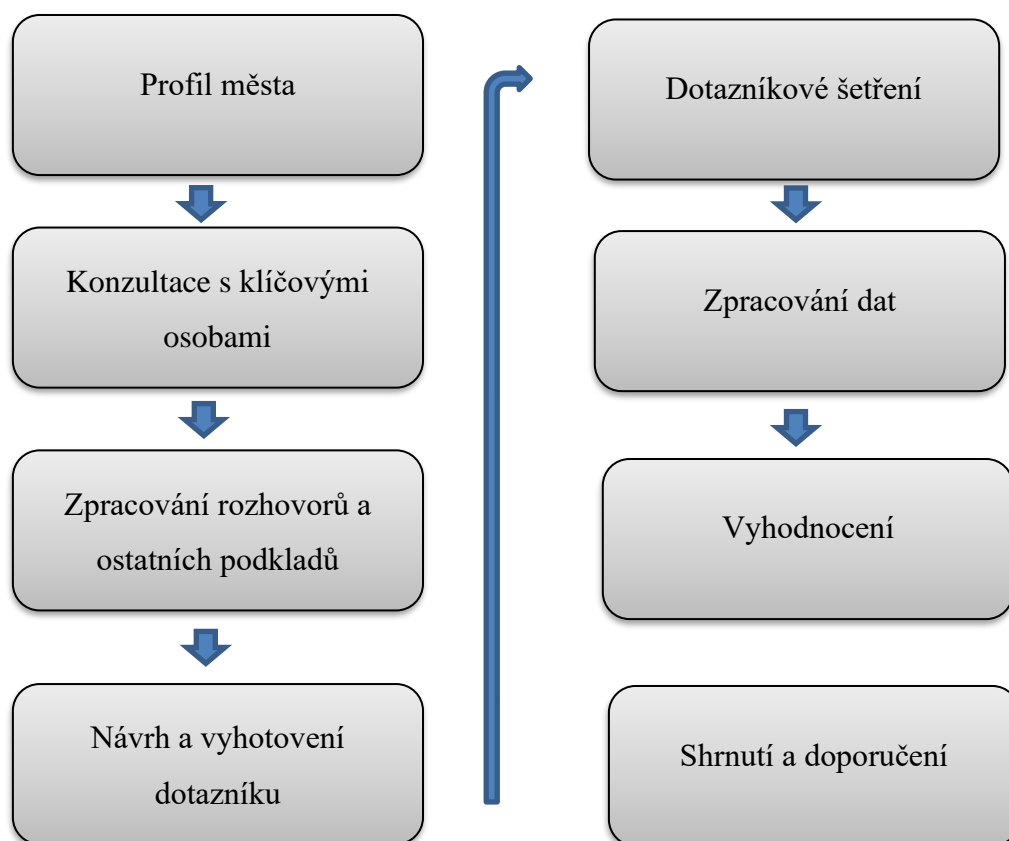 Profil města
Konzultace s klíčovými
osobami
Zpracování rozhovorů a
ostatních podkladů
Návrh a vyhotovení
dotazníku
Dotazníkové šetření
Zpracování dat
Vyhodnocení
Shrnutí a doporučení